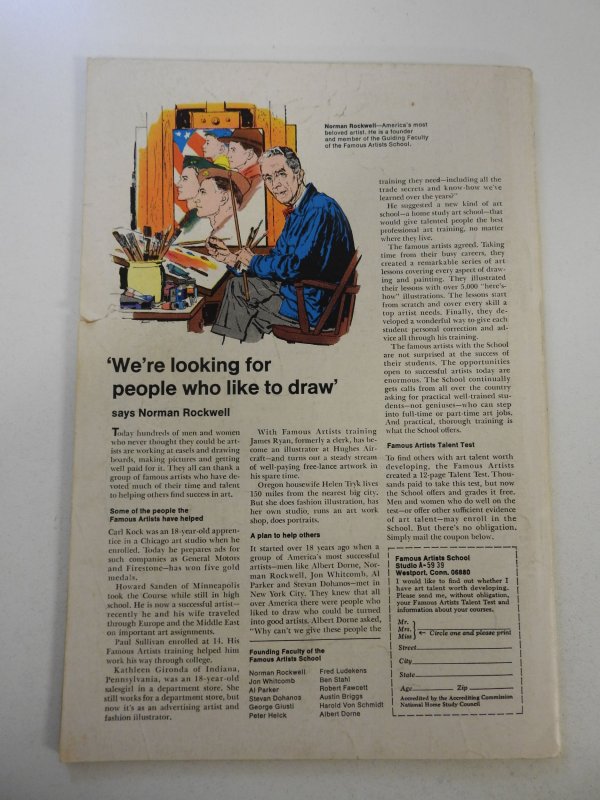 Norman Rockwell—America's most
beloved artist. He is a founder
and member of the Guiding Faculty
of the Famous Artists School.
'We're looking for
people who like to draw'
says Norman Rockwell
Today hundreds of men and women
who never thought they could be art-
ists are working at easels and drawing
boards, making pictures and getting
well paid for it. They all can thank a
group of famous artists who have de-
voted much of their time and talent
to helping others find success in art.
Some of the people the
Famous Artists have helped
Carl Kock was an 18-year-old appren-
tice in a Chicago art studio when he
enrolled. Today he prepares ads for
such companies as General Motors
and Firestone—has won five gold
medals.
Howard Sanden of Minneapolis
took the Course while still in high
school. He is now a successful artist—
recently he and his wife traveled
through Europe and the Middle East
on important art assignments.
Paul Sullivan enrolled at 14. His
Famous Artists training helped him
work his way through college.
Kathleen Gironda of Indiana,
Pennsylvania, was an 18-year-old
salesgirl in a department store. She
still works for a department store, but
now it's as an advertising artist and
fashion illustrator.
With Famous Artists training
James Ryan, formerly a clerk, has be-
come an illustrator at Hughes Air-
craft—and turns out a steady stream
of well-paying free-lance artwork in
his spare time.
Oregon housewife Helen Tryk lives
150 miles from the nearest big city.
But she does fashion illustration, has
her own studio, runs an art work
shop, does portraits.
A plan to help others
It started over 18 years ago when a
group of America's most successful
artists—men like Albert Dorne, Nor-
man Rockwell, Jon Whitcomb, Al
Parker and Stevan Dohanos—met in
New York City. They knew that all
over America there were people who
liked to draw who could be turned
into good artists. Albert Dorne asked,
"Why can't we give these people the
Founding Faculty of the
Famous Artists School
Norman Rockwell
Jon Whitcomb
Al Parker
Stevan Dohanos
George Giusti
Peter Helck
Fred Ludekens
Ben Stahl
Robert Fawcett
Austin Briggs
Harold Von Schmidt
Albert Dorne
training they need—including all the
trade secrets and know-how we've
learned over the years?"
He suggested a new kind of art
school—a home study art school—that
would give talented people the best
professional art training, no matter
where they live.
The famous artists agreed. Taking
time from their busy careers, they
created a remarkable series of art
lessons covering every aspect of draw-
ing and painting. They illustrated
their lessons with over 5,000 "here's-
how" illustrations. The lessons start
from scratch and cover every skill a
top artist needs. Finally, they de-
veloped a wonderful way to give each
student personal correction and ad-
vice all through his training.
The famous artists with the School
are not surprised at the success of
their students. The opportunities
open to successful artists today are
enormous. The School continually
gets calls from all over the country
asking for practical well-trained stu-
dents—not geniuses—who can step
into full-time or part-time art jobs.
And practical, thorough training is
what the School offers.
Famous Artists Talent Test
To find others with art talent worth
developing, the Famous Artists
created a 12-page Talent Test. Thou-
sands paid to take this test, but now
the School offers and grades it free.
Men and women who do well on the
test—or offer other sufficient evidence
of art talent—may enroll in the
School. But there's no obligation.
Simply mail the coupon below.
Famous Artists School
Studio A-5939
Westport, Conn. 06880
I would like to find out whether I
have art talent worth developing.
Please send me, without obligation,
your Famous Artists Talent Test and
information about your courses.
Mr.
Mrs. ← Circle one and please print
Miss
Street
City
State
Age Zip
Accredited by the Accrediting Commission
National Home Study Council